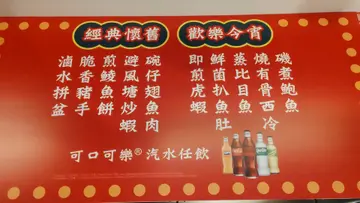 經典懷舊
滷水拼盆
脆香豬手
煎鯪魚餅
避風塘炒蝦
碗仔翅魚肉
歡樂今宵
即煎虎蝦
鮮菌扒魚肚
蒸比目魚
燒有骨西冷
磯煮鮑魚
可口可樂®汽水任飲